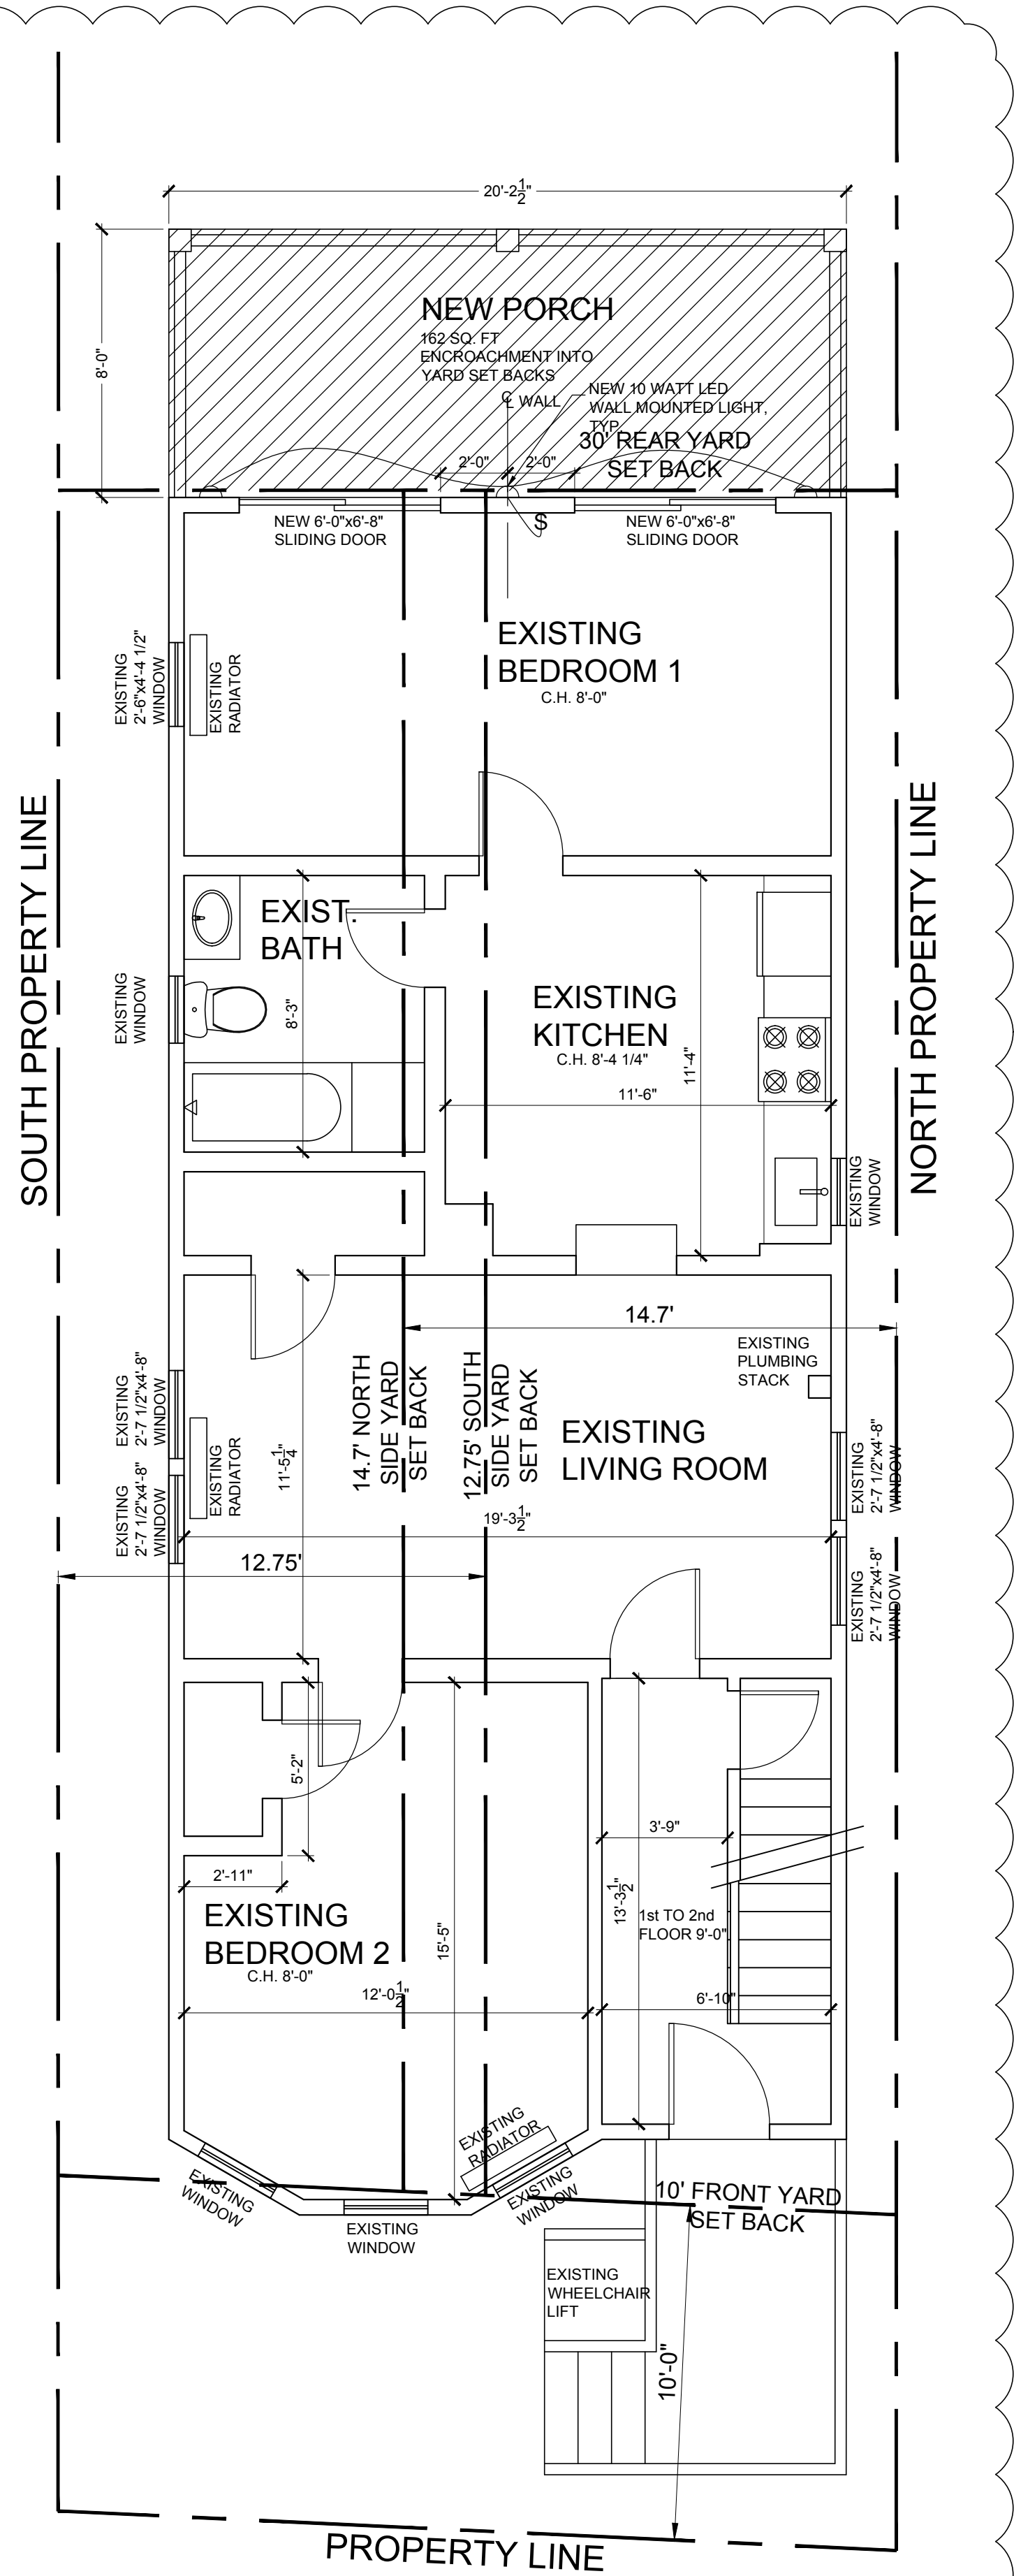 20'-2 1/2"
8'-0"
NEW PORCH
162 SQ. FT
ENCROACHMENT INTO
YARD SET BACKS
℄ WALL
NEW 10 WATT LED
WALL MOUNTED LIGHT,
TYP.
30' REAR YARD
SET BACK
2'-0"
2'-0"
$
NEW 6'-0"x6'-8"
SLIDING DOOR
NEW 6'-0"x6'-8"
SLIDING DOOR
EXISTING
BEDROOM 1
C.H. 8'-0"
EXISTING
2'-6"x4'-4 1/2"
WINDOW
EXISTING
RADIATOR
SOUTH PROPERTY LINE
NORTH PROPERTY LINE
EXIST.
BATH
8'-3"
EXISTING
WINDOW
EXISTING
KITCHEN
C.H. 8'-4 1/4"
11'-4"
11'-6"
EXISTING
WINDOW
14.7'
EXISTING
PLUMBING
STACK
14.7' NORTH
SIDE YARD
SET BACK
12.75' SOUTH
SIDE YARD
SET BACK
EXISTING
LIVING ROOM
EXISTING
2'-7 1/2"x4'-8"
WINDOW
EXISTING
2'-7 1/2"x4'-8"
WINDOW
EXISTING
RADIATOR
11'-5 1/4
19'-3 1/2"
EXISTING
2'-7 1/2"x4'-8"
WINDOW
EXISTING
2'-7 1/2"x4'-8"
WINDOW
12.75'
5'-2"
2'-11"
EXISTING
BEDROOM 2
C.H. 8'-0"
15'-5"
12'-0 1/2"
3'-9"
13'-3 1/2"
1st TO 2nd
FLOOR 9'-0"
6'-10"
EXISTING
RADIATOR
EXISTING
WINDOW
EXISTING
WINDOW
EXISTING
WINDOW
10' FRONT YARD
SET BACK
EXISTING
WHEELCHAIR
LIFT
10'-0"
PROPERTY LINE